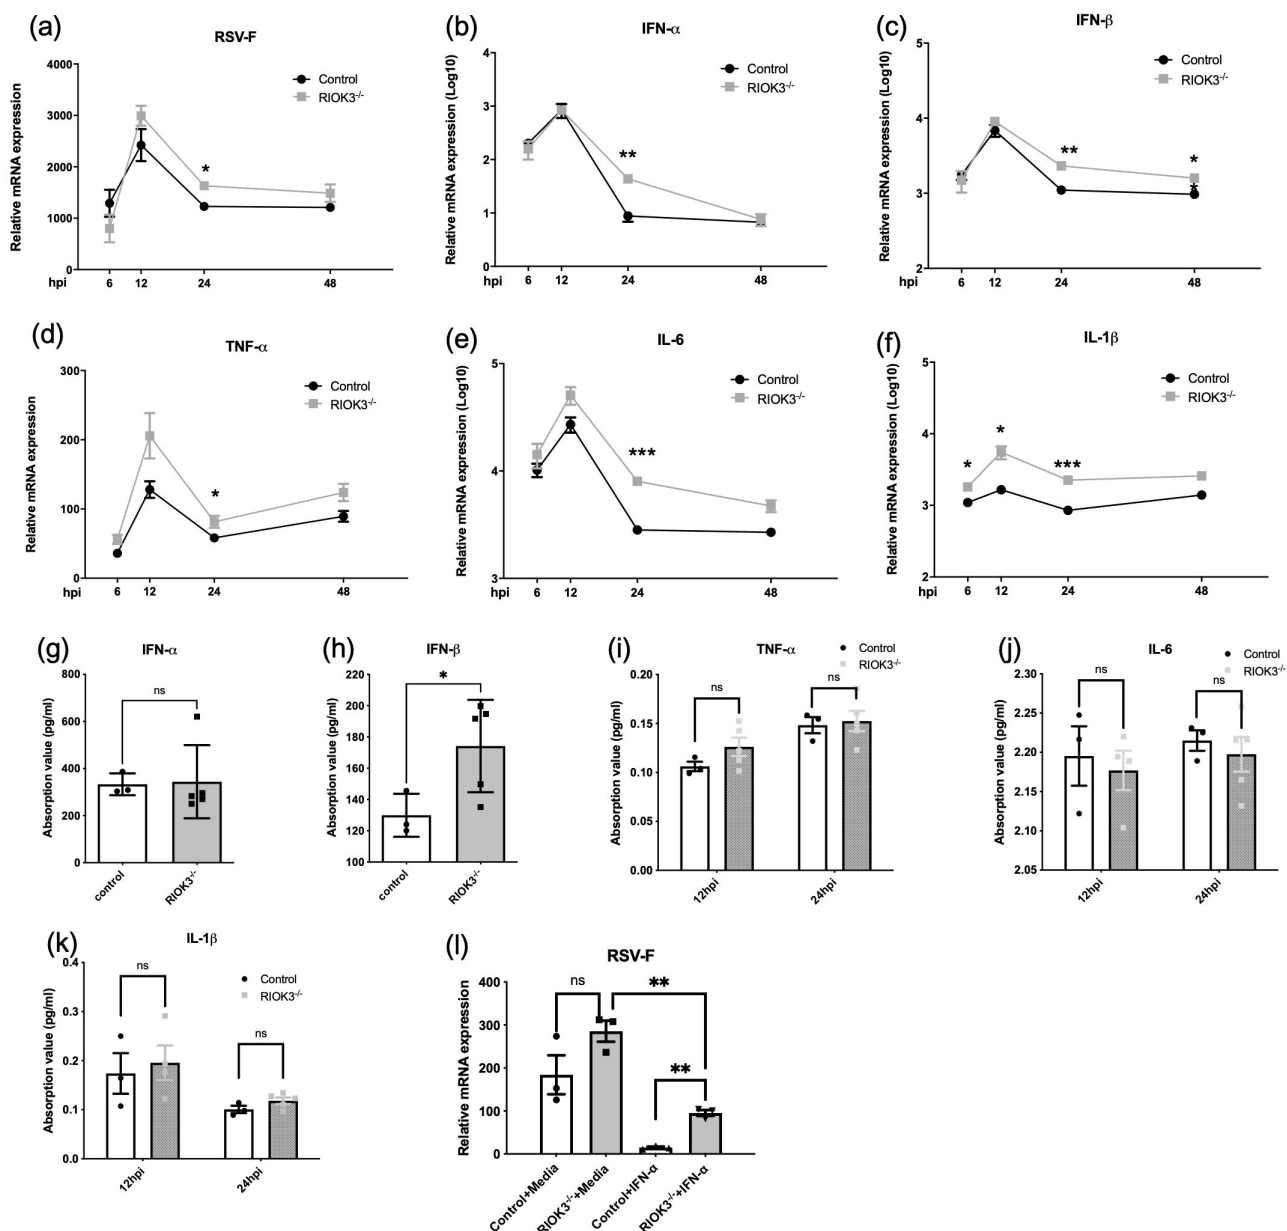 (a)
RSV-F
Relative mRNA expression
4000
3000
2000
1000
0
Control
RIOK3-/-
*
hpi 6 12 24 48
(b)
IFN-α
Relative mRNA expression (Log10)
4
3
2
1
0
Control
RIOK3-/-
**
hpi 6 12 24 48
(c)
IFN-β
Relative mRNA expression (Log10)
5
4
3
2
Control
RIOK3-/-
**
*
*
hpi 6 12 24 48
(d)
TNF-α
Relative mRNA expression
300
200
100
0
Control
RIOK3-/-
*
hpi 6 12 24 48
(e)
IL-6
Relative mRNA expression (Log10)
5
4
3
Control
RIOK3-/-
***
hpi 6 12 24 48
(f)
IL-1β
Relative mRNA expression (Log10)
5
4
3
2
Control
RIOK3-/-
*
*
***
hpi 6 12 24 48
(g)
IFN-α
Absorption value (pg/ml)
800
600
400
200
0
ns
control
RIOK3-/-
(h)
IFN-β
Absorption value (pg/ml)
220
200
180
160
140
120
100
*
control
RIOK3-/-
(i)
TNF-α
Absorption value (pg/ml)
0.20
0.15
0.10
0.05
0.00
Control
RIOK3-/-
ns
ns
12hpi
24hpi
(j)
IL-6
Absorption value (pg/ml)
2.30
2.25
2.20
2.15
2.10
2.05
Control
RIOK3-/-
ns
ns
12hpi
24hpi
(k)
IL-1β
Absorption value (pg/ml)
0.4
0.3
0.2
0.1
0.0
Control
RIOK3-/-
ns
ns
12hpi
24hpi
(l)
RSV-F
Relative mRNA expression
400
300
200
100
0
ns
**
**
Control+Media
RIOK3-/-+Media
Control+IFN-α
RIOK3-/-+IFN-α